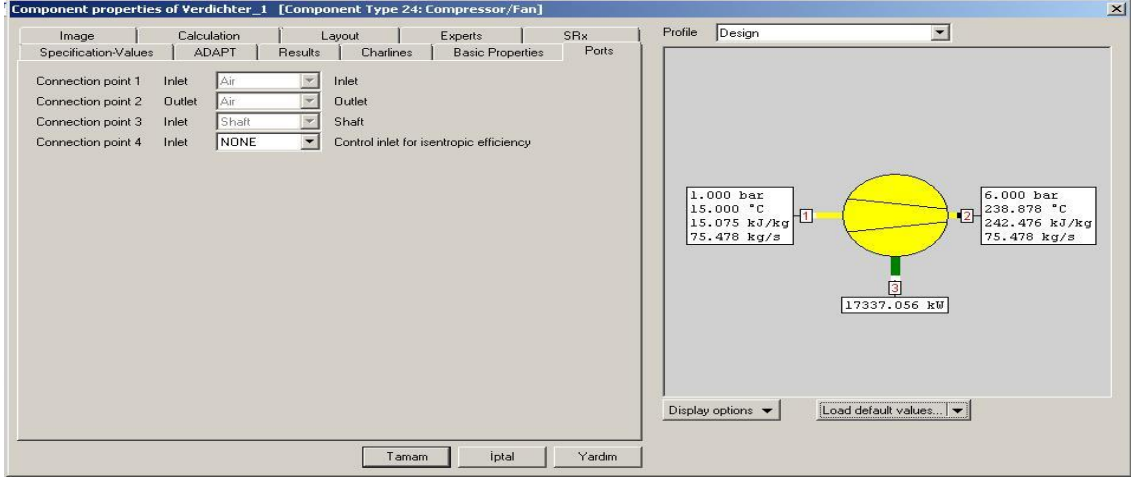 Component properties of Verdichter_1 [Component Type 24: Compressor/Fan]
Image Calculation Layout Experts SRx
Specification-Values ADAPT Results Charlines Basic Properties Ports
Connection point 1 Inlet Air Inlet
Connection point 2 Outlet Air Outlet
Connection point 3 Inlet Shaft Shaft
Connection point 4 Inlet NONE Control inlet for isentropic efficiency
Tamam İptal Yardım
Profile Design
1.000 bar
15.000 °C
15.075 kJ/kg
75.478 kg/s
1
2
6.000 bar
238.878 °C
242.476 kJ/kg
75.478 kg/s
3
17337.056 kW
Display options Load default values...